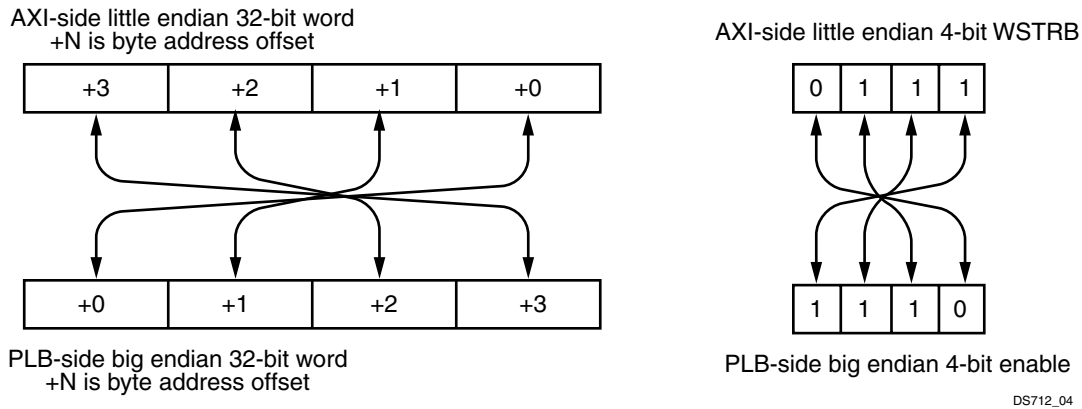 AXI-side little endian 32-bit word
+N is byte address offset
+3 +2 +1 +0
+0 +1 +2 +3
PLB-side big endian 32-bit word
+N is byte address offset
AXI-side little endian 4-bit WSTRB
0 1 1 1
1 1 1 0
PLB-side big endian 4-bit enable
DS712_04